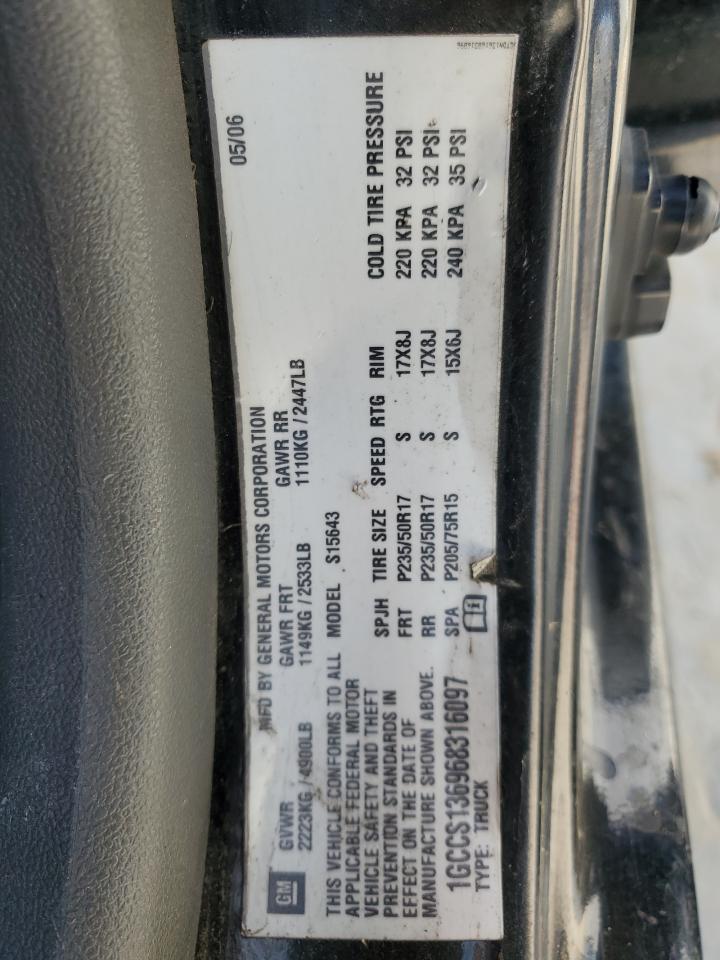 05/06
MFD BY GENERAL MOTORS CORPORATION
GM
GVWR GAWR FRT GAWR RR
2223KG / 4900LB 1149KG / 2533LB 1110KG / 2447LB
THIS VEHICLE CONFORMS TO ALL
APPLICABLE FEDERAL MOTOR
VEHICLE SAFETY AND THEFT
PREVENTION STANDARDS IN
EFFECT ON THE DATE OF
MANUFACTURE SHOWN ABOVE.
MODEL S15643
SPJH TIRE SIZE SPEED RTG RIM COLD TIRE PRESSURE
FRT P235/50R17 S 17X8J 220 KPA 32 PSI
RR P235/50R17 S 17X8J 220 KPA 32 PSI
SPA P205/75R15 S 15X6J 240 KPA 35 PSI
1GCCS136968316097
TYPE: TRUCK